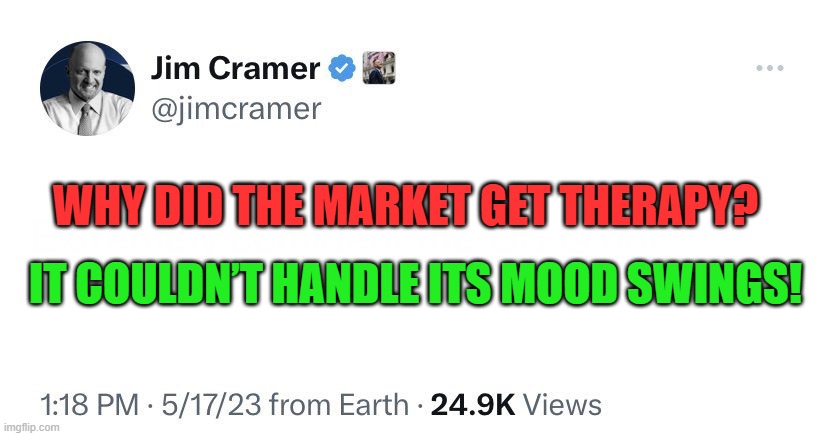 Jim Cramer
@jimcramer
WHY DID THE MARKET GET THERAPY?
IT COULDN'T HANDLE ITS MOOD SWINGS!
1:18 PM · 5/17/23 from Earth · 24.9K Views
imgflip.com